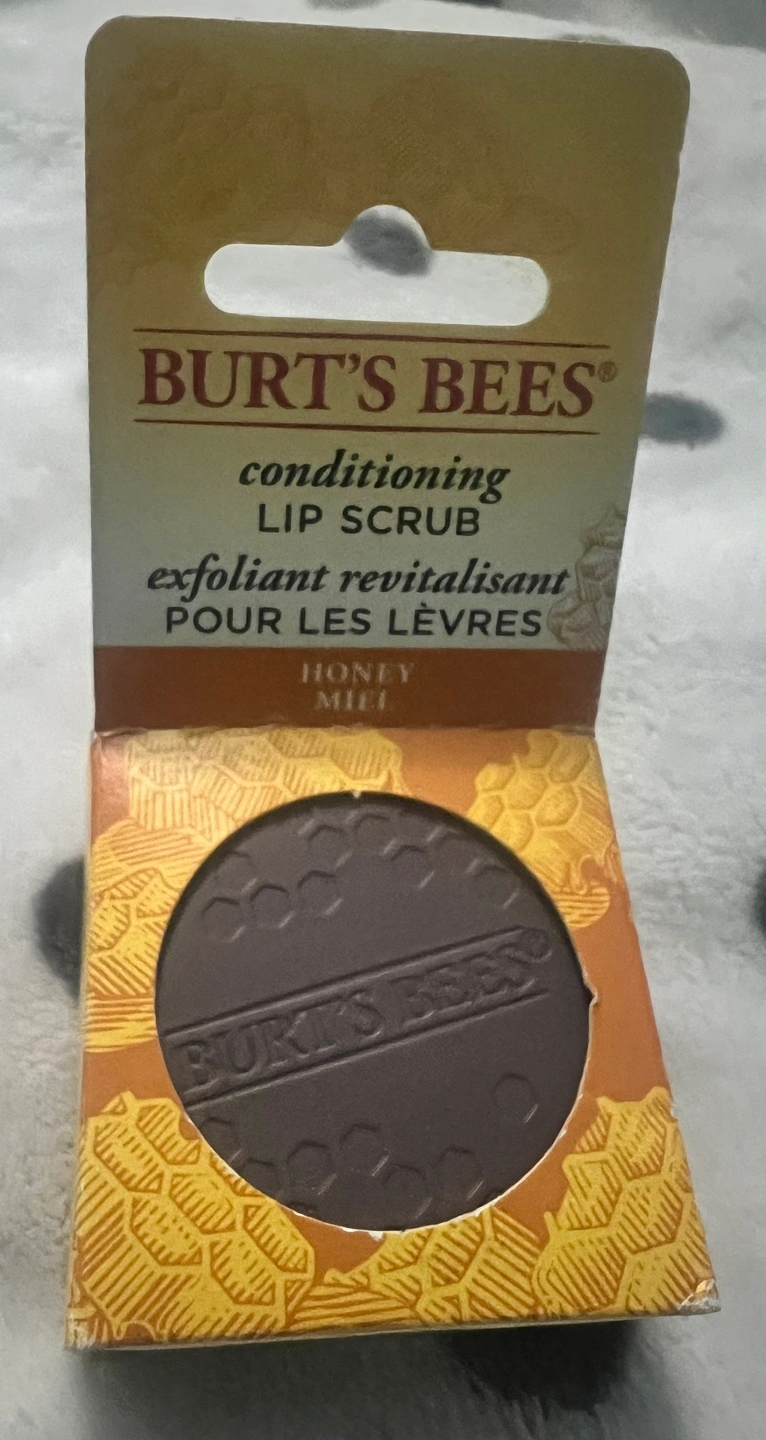 BURT'S BEES®
conditioning
LIP SCRUB
exfoliant revitalisant
POUR LES LÈVRES
HONEY
MIEL
BURT'S BEES®